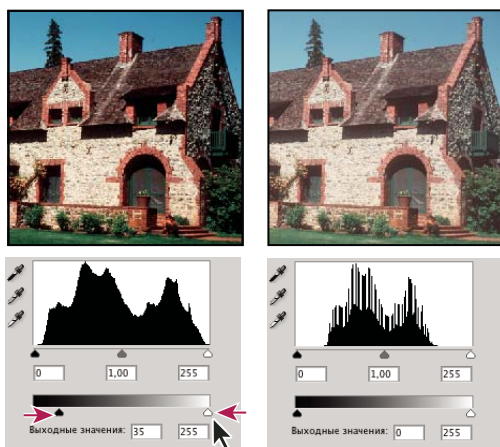 0 1,00 255
Выходные значения: 35 255
0 1,00 255
Выходные значения: 0 255